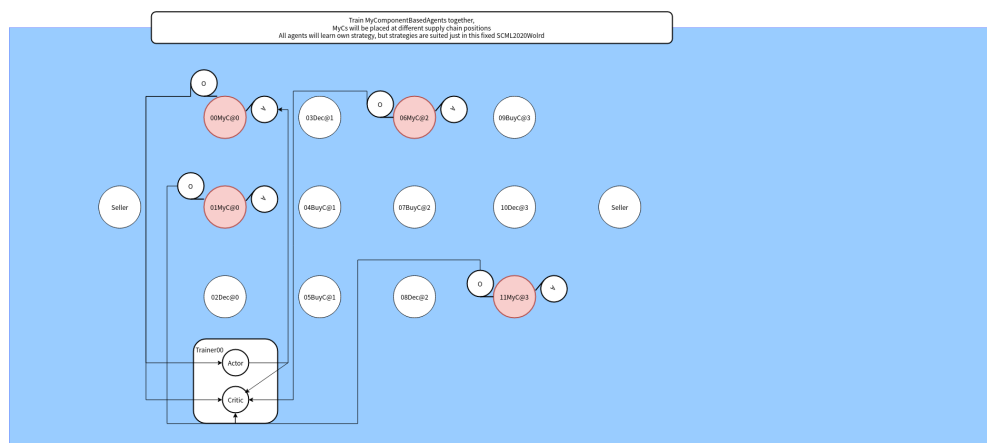 Train MyComponentBasedAgents together,
MyCs will be placed at different supply chain positions
All agents will learn own strategy, but strategies are suited just in this fixed SCML2020Wolrd
O
00MyC@0
A
03Dec@1
O
06MyC@2
A
09BuyC@3
O
Seller
01MyC@0
A
04BuyC@1
07BuyC@2
10Dec@3
Seller
02Dec@0
05BuyC@1
08Dec@2
O
11MyC@3
A
Trainer00
Actor
Critic